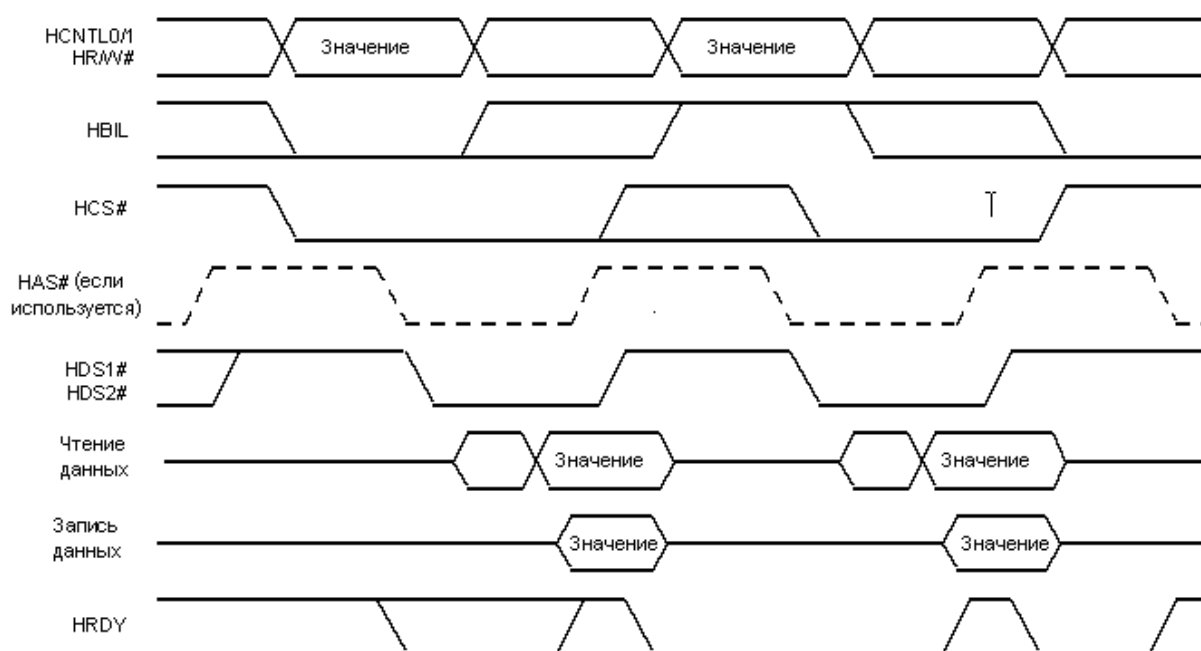 HCNTL0/1
HR/W#
Значение
Значение
HBIL
HCS#
HAS# (если
используется)
HDS1#
HDS2#
Чтение
данных
Значение
Значение
Запись
данных
Значение
Значение
HRDY